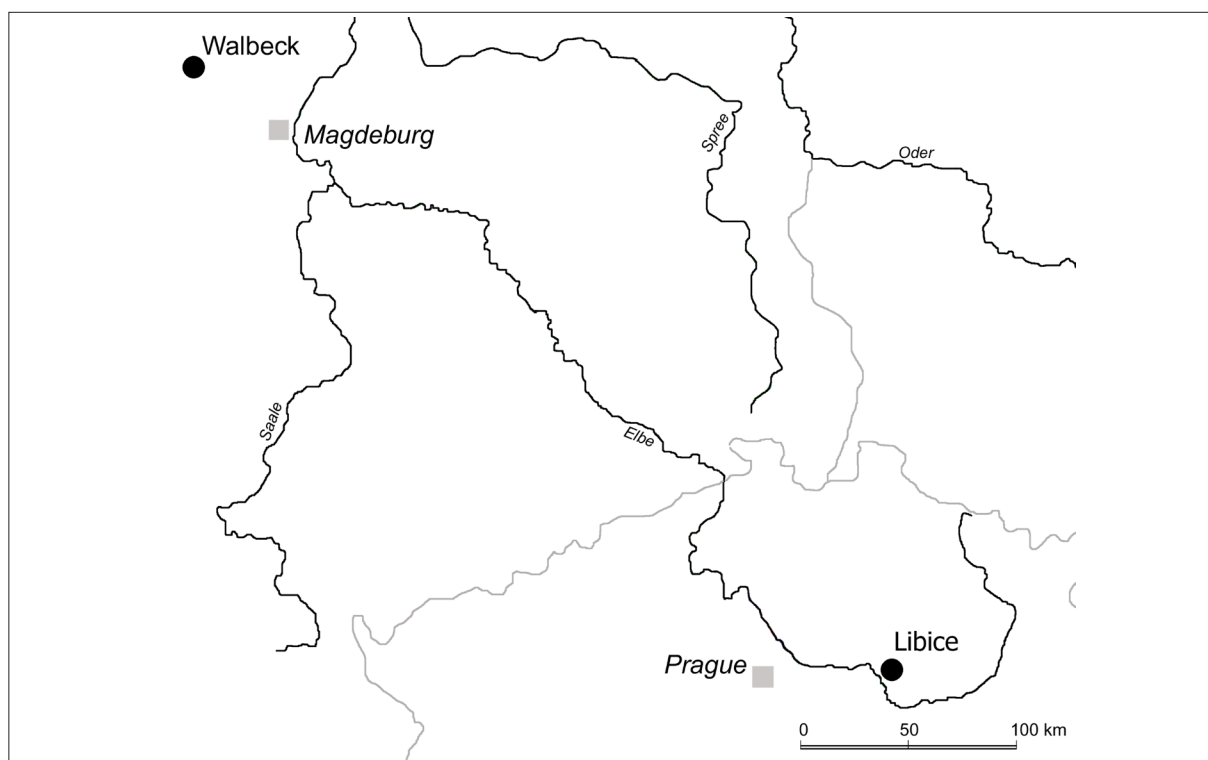 Walbeck
Magdeburg
Spree
Oder
Saale
Elbe
Libice
Prague
0 50 100 km